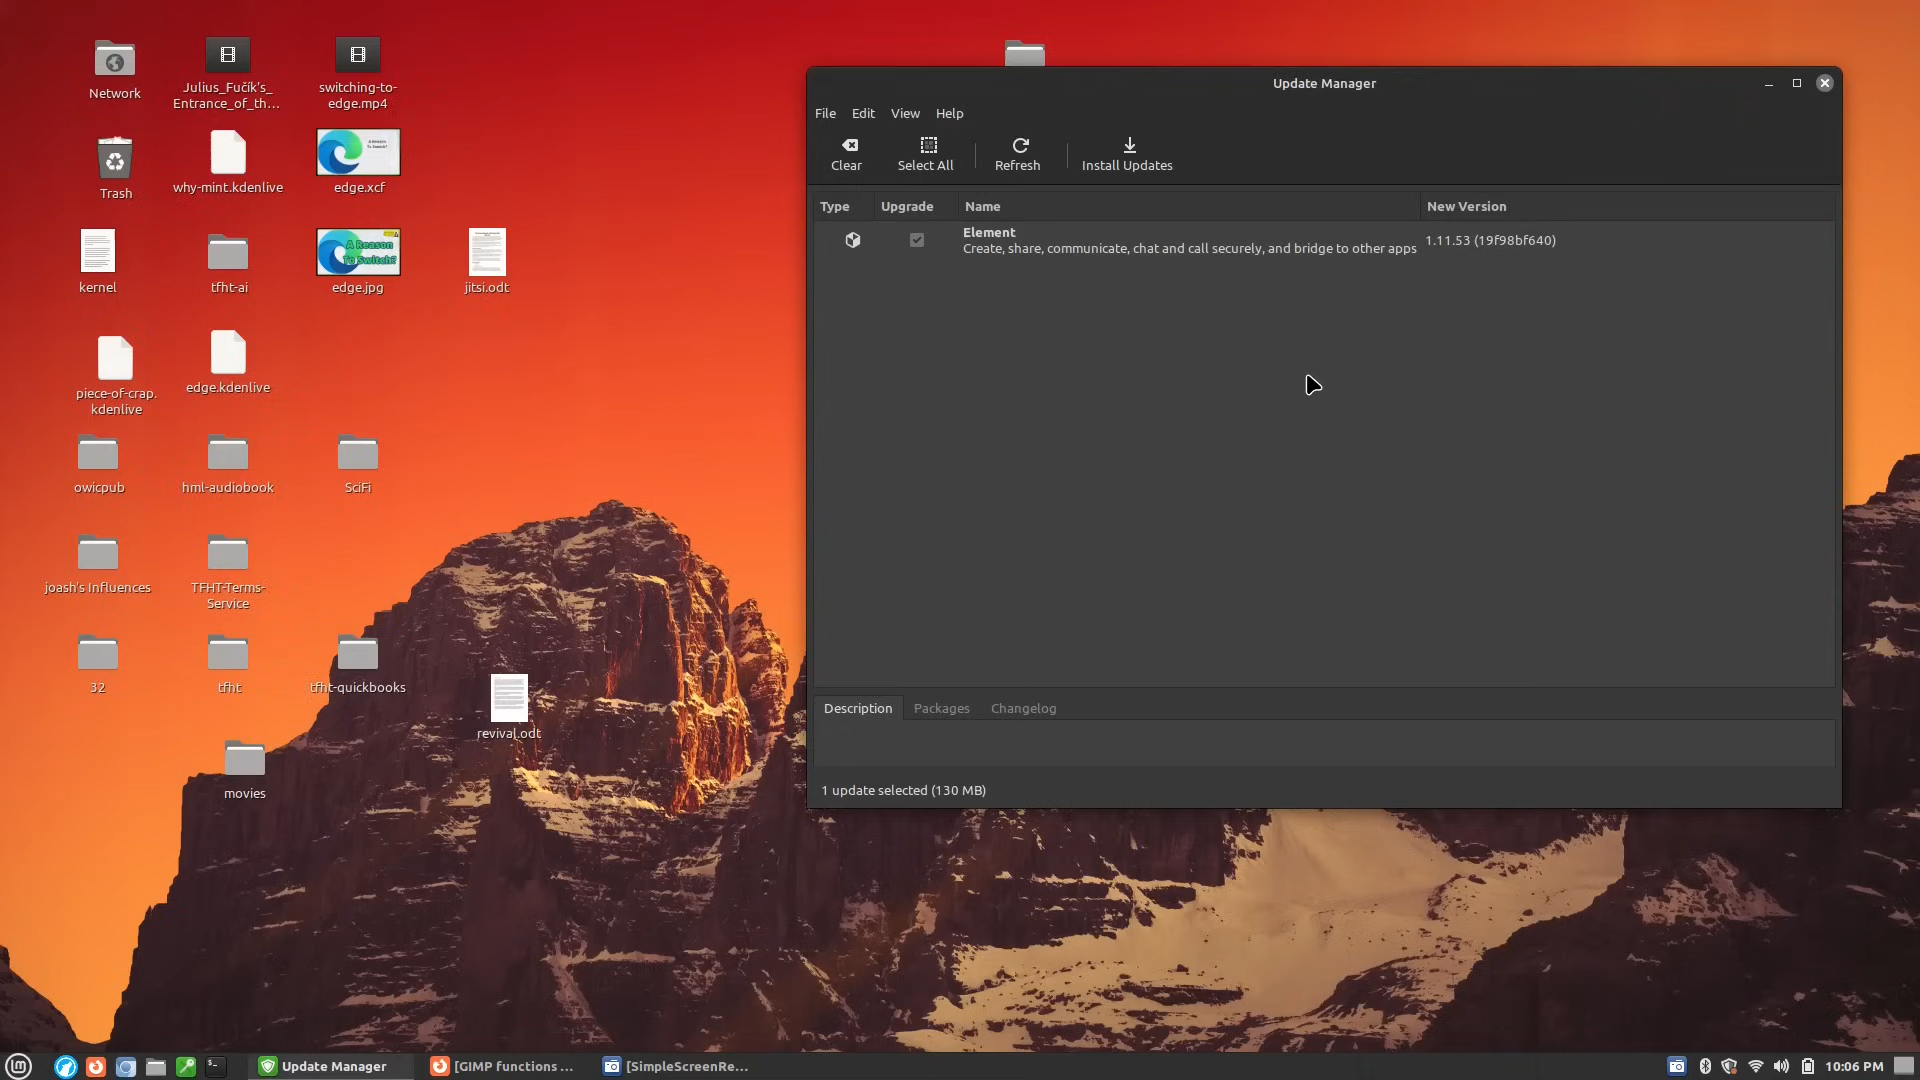 Network
Julius_Fučík's_
Entrance_of_th...
switching-to-
edge.mp4
Trash
why-mint.kdenlive
edge.xcf
kernel
tfht-ai
A Reason
To Switch?
edge.jpg
jitsi.odt
piece-of-crap.
kdenlive
edge.kdenlive
owicpub
hml-audiobook
SciFi
joash's Influences
TFHT-Terms-
Service
32
tfht
tfht-quickbooks
revival.odt
movies
Update Manager
File Edit View Help
Clear Select All Refresh Install Updates
Type Upgrade Name New Version
Element
Create, share, communicate, chat and call securely, and bridge to other apps 1.11.53 (19f98bf640)
Description Packages Changelog
1 update selected (130 MB)
Update Manager [GIMP functions ... [SimpleScreenRe... 10:06 PM